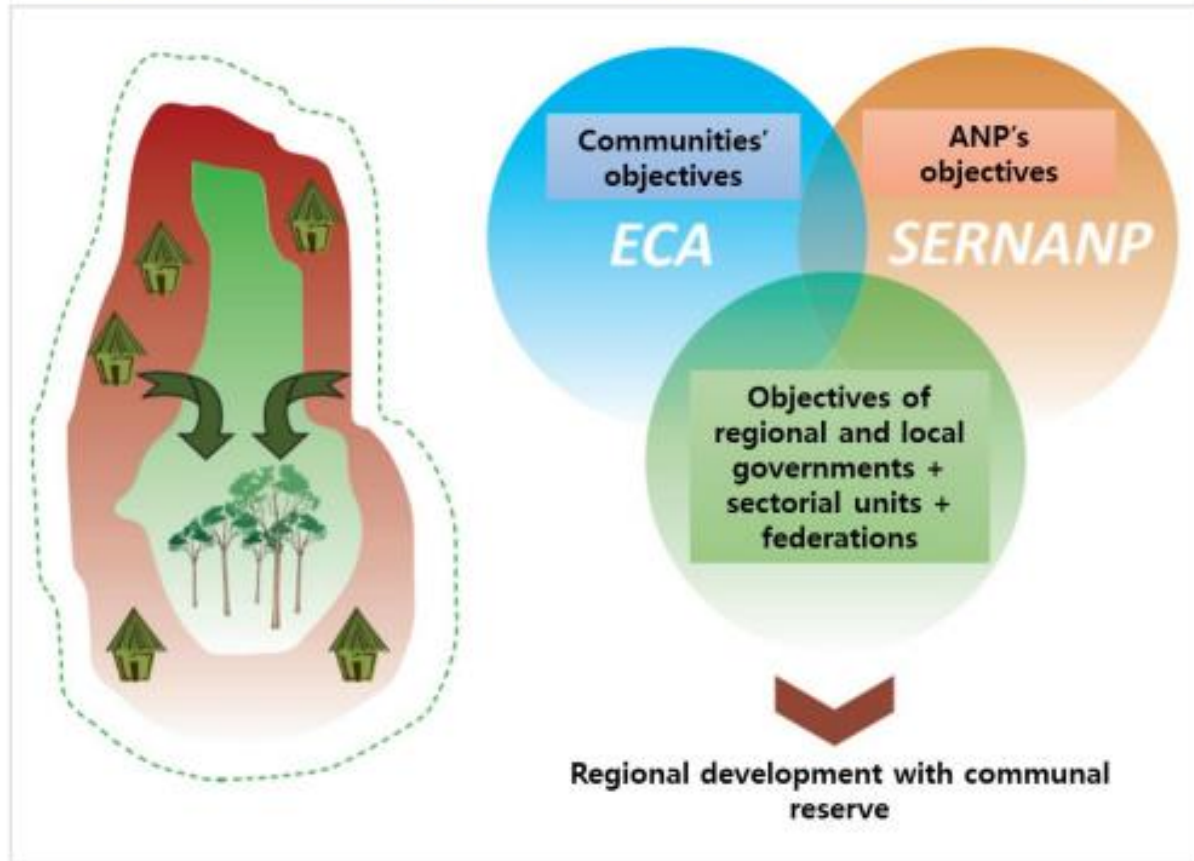 Communities'
objectives
ECA
ANP's
objectives
SERNANP
Objectives of
regional and local
governments +
sectorial units +
federations
Regional development with communal
reserve